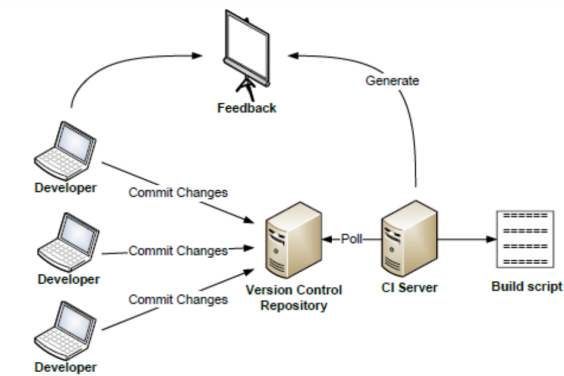 Generate
Feedback
Developer
Commit Changes
Commit Changes
Poll
Developer
Version Control
Repository
CI Server
Build script
Commit Changes
Developer